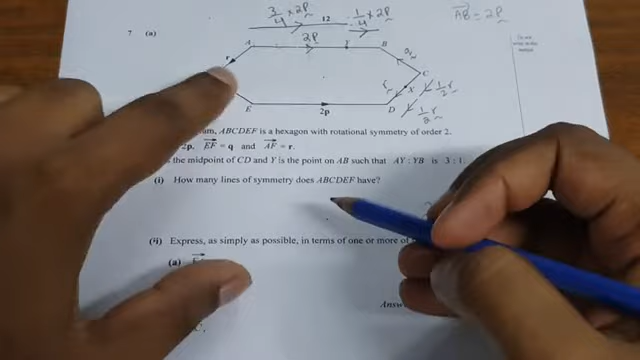 3/4 × 2p 12 1/4 × 2p
AB = 2p
7 (a)
A 2p B
r q
C
r X 1/2 r
E 2p D 1/2 r
ABCDEF is a hexagon with rotational symmetry of order 2.
2p, EF = q and AF = r.
the midpoint of CD and Y is the point on AB such that AY : YB is 3 : 1.
(i) How many lines of symmetry does ABCDEF have?
(ii) Express, as simply as possible, in terms of one or more of
(a)